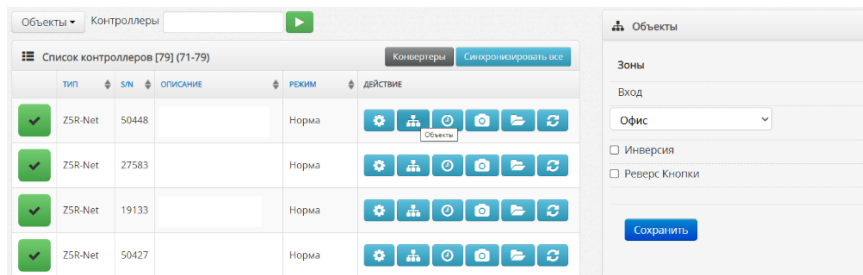 Объекты Контроллеры
Список контроллеров [79] (71-79) Конвертеры Синхронизировать все
ТИП S/N ОПИСАНИЕ РЕЖИМ ДЕЙСТВИЕ
Z5R-Net 50448 Норма
Объекты
Z5R-Net 27583 Норма
Z5R-Net 19133 Норма
Z5R-Net 50427 Норма
Объекты
Зоны
Вход
Офис
Инверсия
Реверс Кнопки
Сохранить